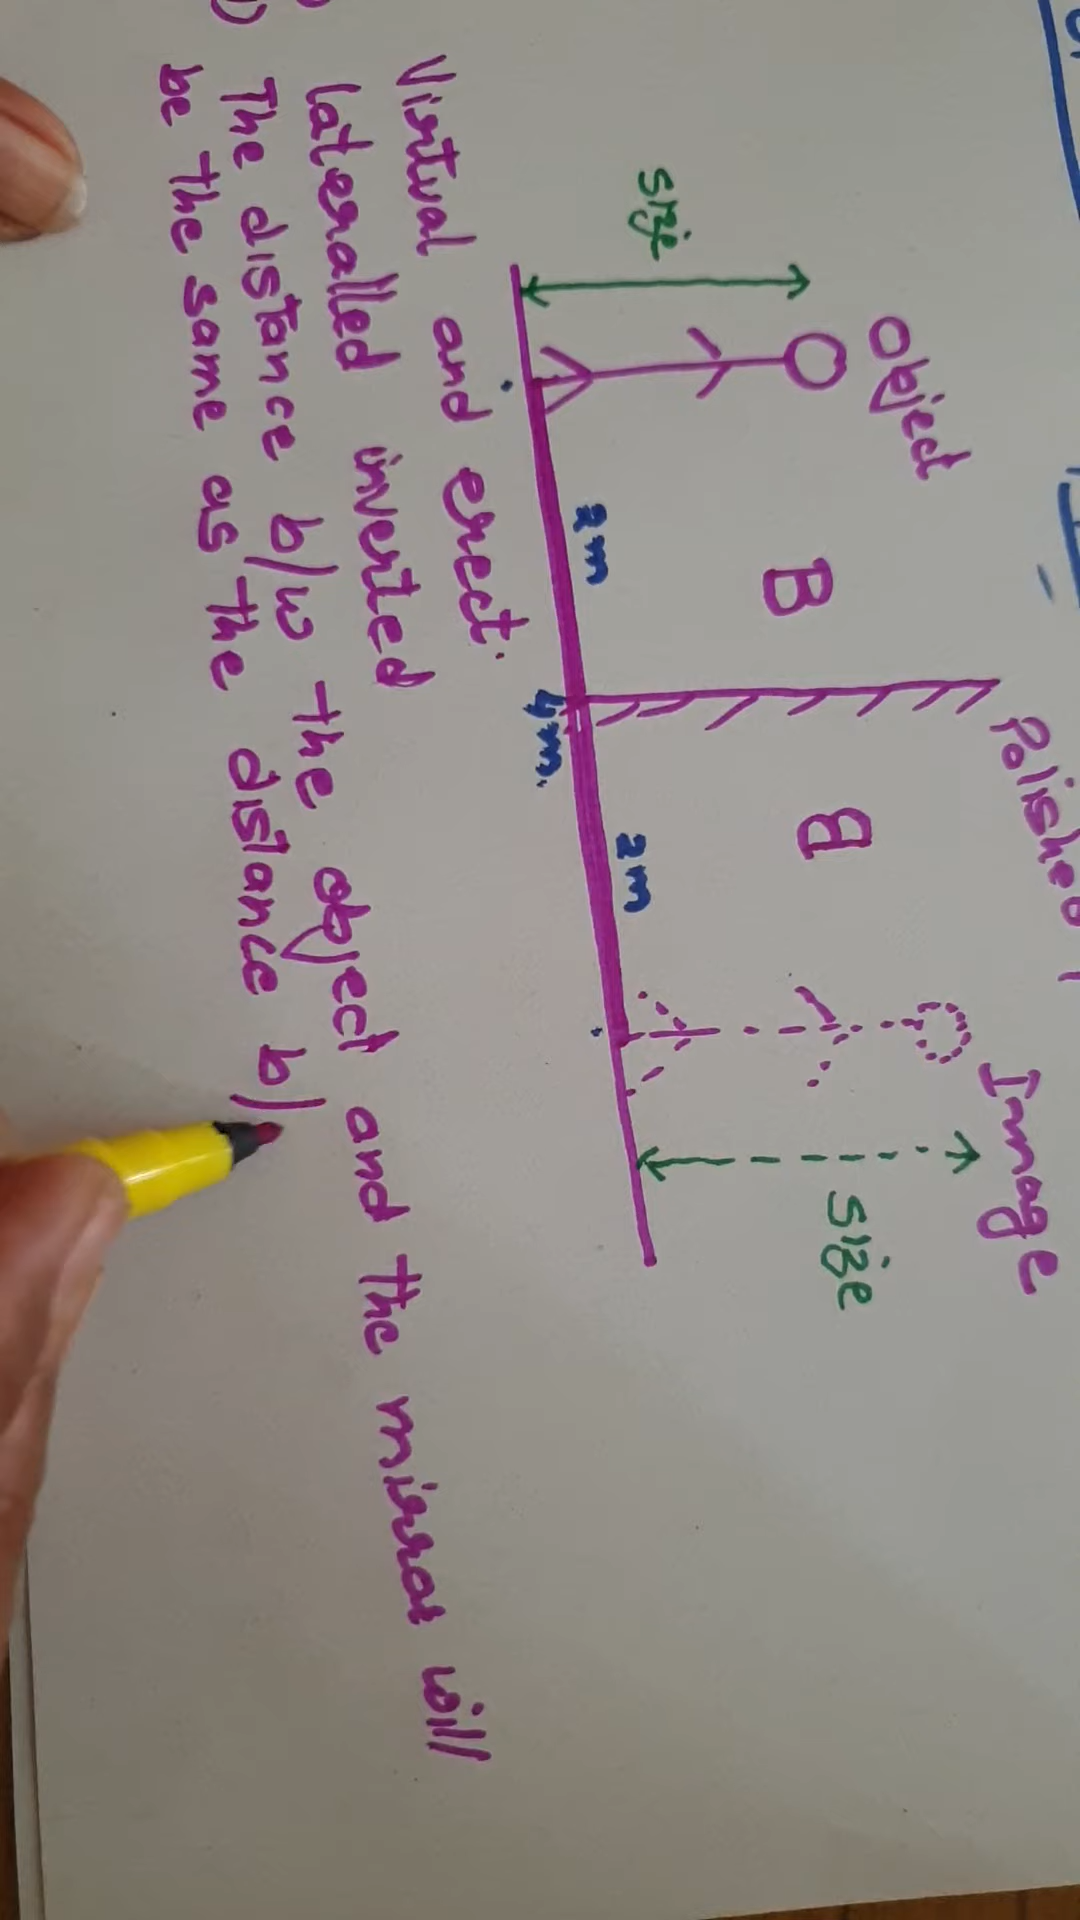 Polished
Object
Image
B
B
size
size
2m
2m
4m.
Virtual and erect.
Lateralled inverted
The distance b/w the object and the mirror will
be the same as the distance b/